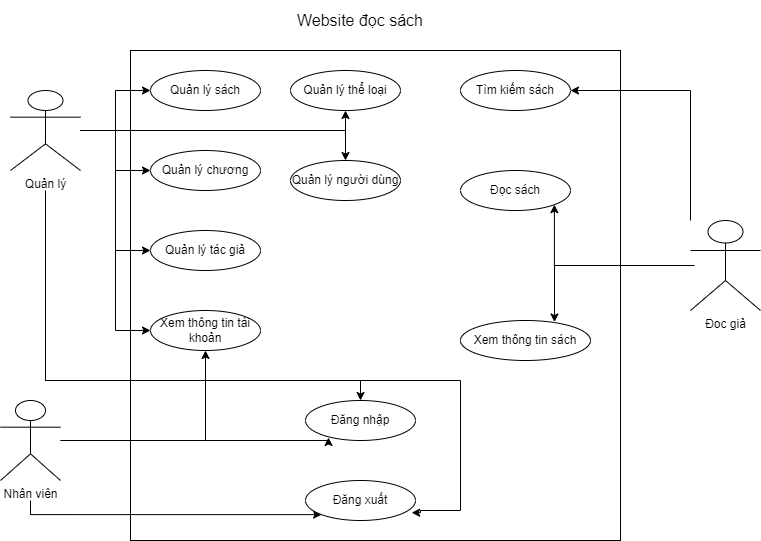 Website đọc sách
Quản lý sách
Quản lý thể loại
Tìm kiếm sách
Quản lý
Quản lý chương
Quản lý người dùng
Đọc sách
Quản lý tác giả
Đọc giả
Xem thông tin tài
khoản
Xem thông tin sách
Đăng nhập
Nhân viên
Đăng xuất